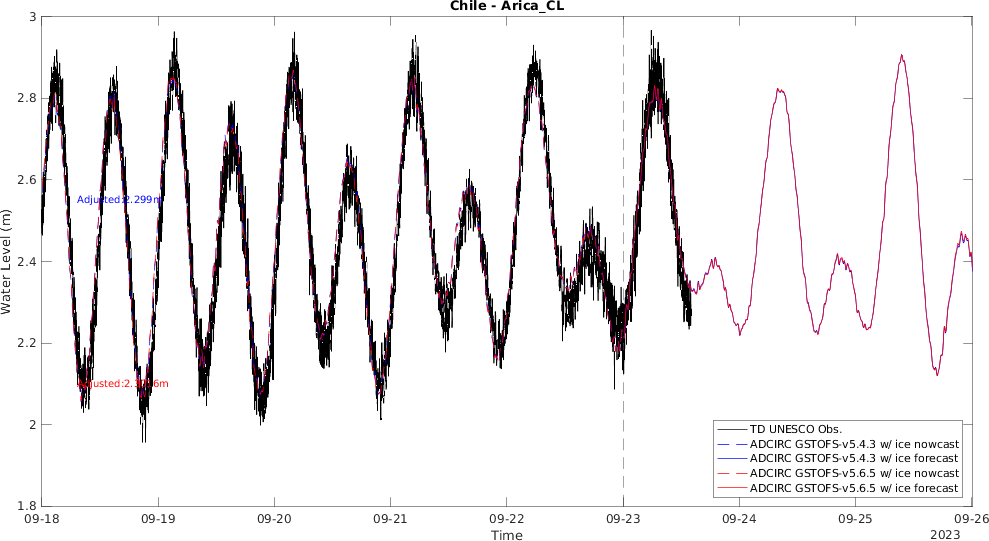 Chile - Arica_CL
3
2.8
2.6
2.4
2.2
2
1.8
Water Level (m)
Adjusted:2.299m
TD UNESCO Obs.
ADCIRC GSTOFS-v5.4.3 w/ ice nowcast
ADCIRC GSTOFS-v5.4.3 w/ ice forecast
ADCIRC GSTOFS-v5.6.5 w/ ice nowcast
ADCIRC GSTOFS-v5.6.5 w/ ice forecast
09-18
09-19
09-20
09-21
09-22
09-23
09-24
09-25
09-26
Time
2023